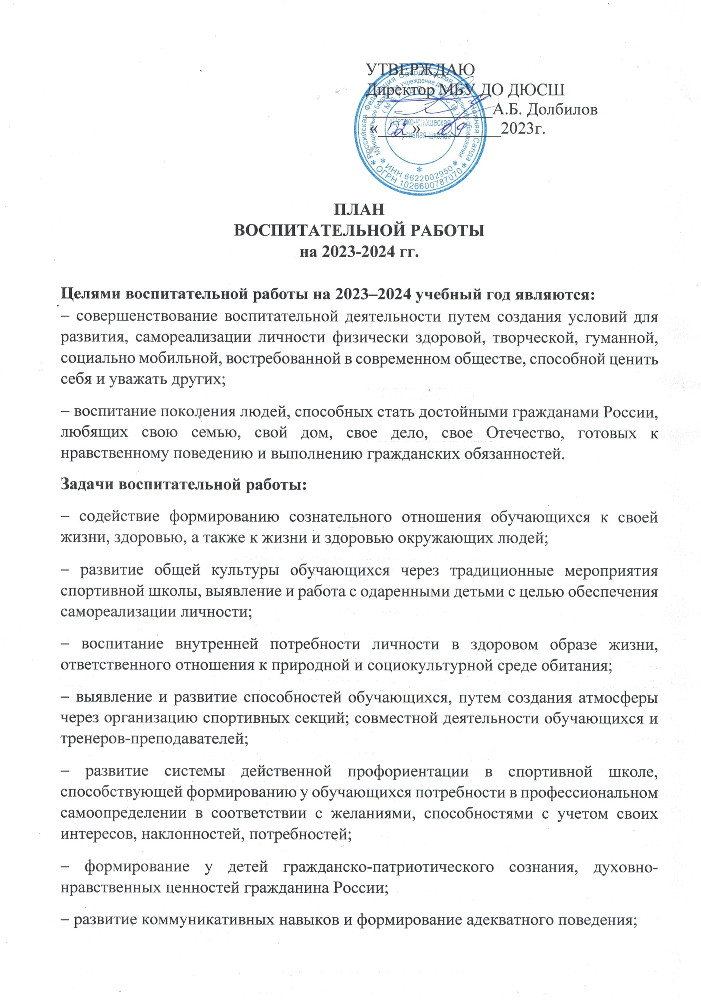 УТВЕРЖДАЮ
Директор МБУ ДО ДЮСШ
А.Б. Долбилов
« 02 » 09 2023г.
Российская Федерация Свердловская обл. г.Нижняя Салда
Муниципальное бюджетное учреждение дополнительного образования
(МБУ ДО ДЮСШ)
«Детско-юношеская
спортивная школа»
* ИНН 6622002950 *
* ОГРН 1026600787070 *
ПЛАН
ВОСПИТАТЕЛЬНОЙ РАБОТЫ
на 2023-2024 гг.
Целями воспитательной работы на 2023–2024 учебный год являются:
– совершенствование воспитательной деятельности путем создания условий для
развития, самореализации личности физически здоровой, творческой, гуманной,
социально мобильной, востребованной в современном обществе, способной ценить
себя и уважать других;
– воспитание поколения людей, способных стать достойными гражданами России,
любящих свою семью, свой дом, свое дело, свое Отечество, готовых к
нравственному поведению и выполнению гражданских обязанностей.
Задачи воспитательной работы:
– содействие формированию сознательного отношения обучающихся к своей
жизни, здоровью, а также к жизни и здоровью окружающих людей;
– развитие общей культуры обучающихся через традиционные мероприятия
спортивной школы, выявление и работа с одаренными детьми с целью обеспечения
самореализации личности;
– воспитание внутренней потребности личности в здоровом образе жизни,
ответственного отношения к природной и социокультурной среде обитания;
– выявление и развитие способностей обучающихся, путем создания атмосферы
через организацию спортивных секций; совместной деятельности обучающихся и
тренеров-преподавателей;
– развитие системы действенной профориентации в спортивной школе,
способствующей формированию у обучающихся потребности в профессиональном
самоопределении в соответствии с желаниями, способностями с учетом своих
интересов, наклонностей, потребностей;
– формирование у детей гражданско-патриотического сознания, духовно-
нравственных ценностей гражданина России;
– развитие коммуникативных навыков и формирование адекватного поведения;